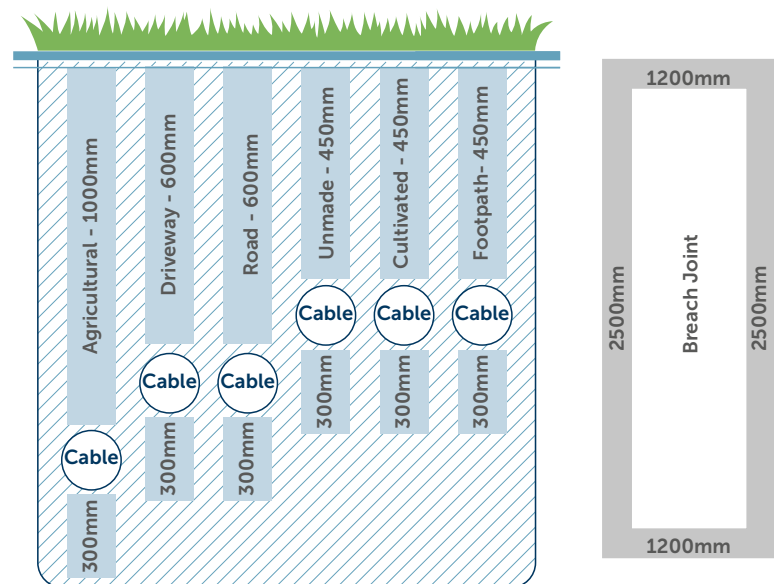 Agricultural - 1000mm
Cable
300mm
Driveway - 600mm
Cable
300mm
Road - 600mm
Cable
300mm
Unmade - 450mm
Cable
300mm
Cultivated - 450mm
Cable
300mm
Footpath- 450mm
Cable
300mm
1200mm
2500mm
Breach Joint
2500mm
1200mm